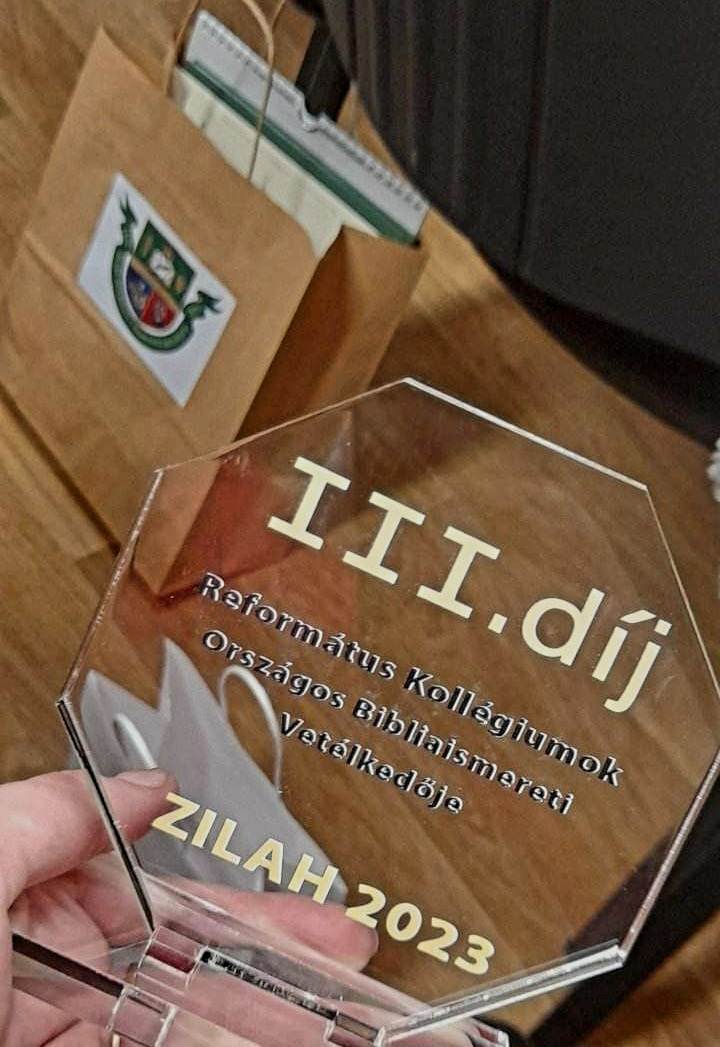 III.díj
Református Kollégiumok
Országos Bibliaismereti
Vetélkedője
ZILAH 2023